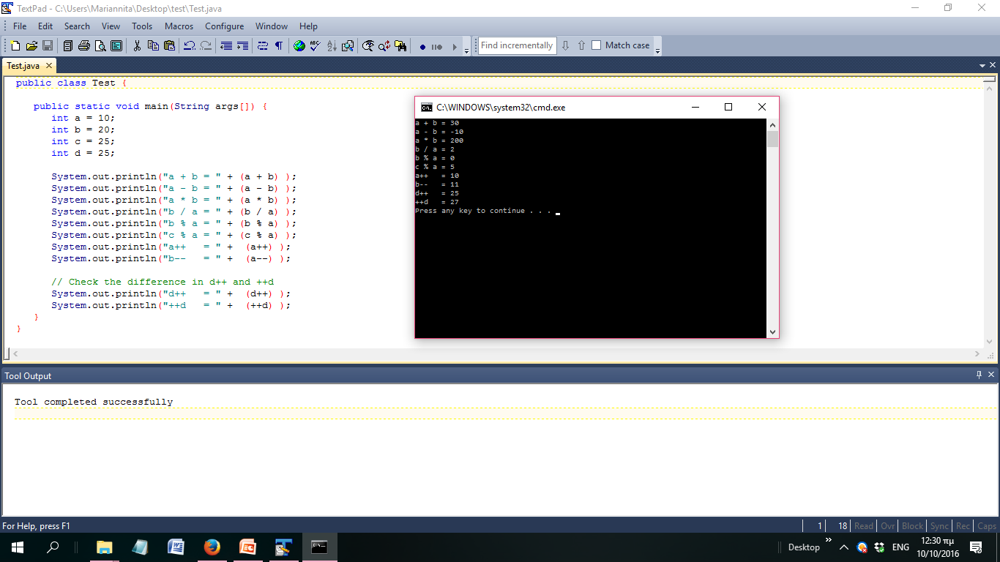 TextPad - C:\Users\Mariannita\Desktop\test\Test.java
File Edit Search View Tools Macros Configure Window Help
Find incrementally Match case
Test.java
public class Test {
public static void main(String args[]) {
int a = 10;
int b = 20;
int c = 25;
int d = 25;
System.out.println("a + b = " + (a + b) );
System.out.println("a - b = " + (a - b) );
System.out.println("a * b = " + (a * b) );
System.out.println("b / a = " + (b / a) );
System.out.println("b % a = " + (b % a) );
System.out.println("c % a = " + (c % a) );
System.out.println("a++   = " +  (a++) );
System.out.println("b--   = " +  (a--) );
// Check the difference in d++ and ++d
System.out.println("d++   = " +  (d++) );
System.out.println("++d   = " +  (++d) );
}
}
C:\WINDOWS\system32\cmd.exe
a + b = 30
a - b = -10
a * b = 200
b / a = 2
b % a = 0
c % a = 5
a++   = 10
b--   = 11
d++   = 25
++d   = 27
Press any key to continue . . .
Tool Output
Tool completed successfully
For Help, press F1
1 18 Read Ovr Block Sync Rec Caps
Desktop ENG 12:30 πμ
10/10/2016